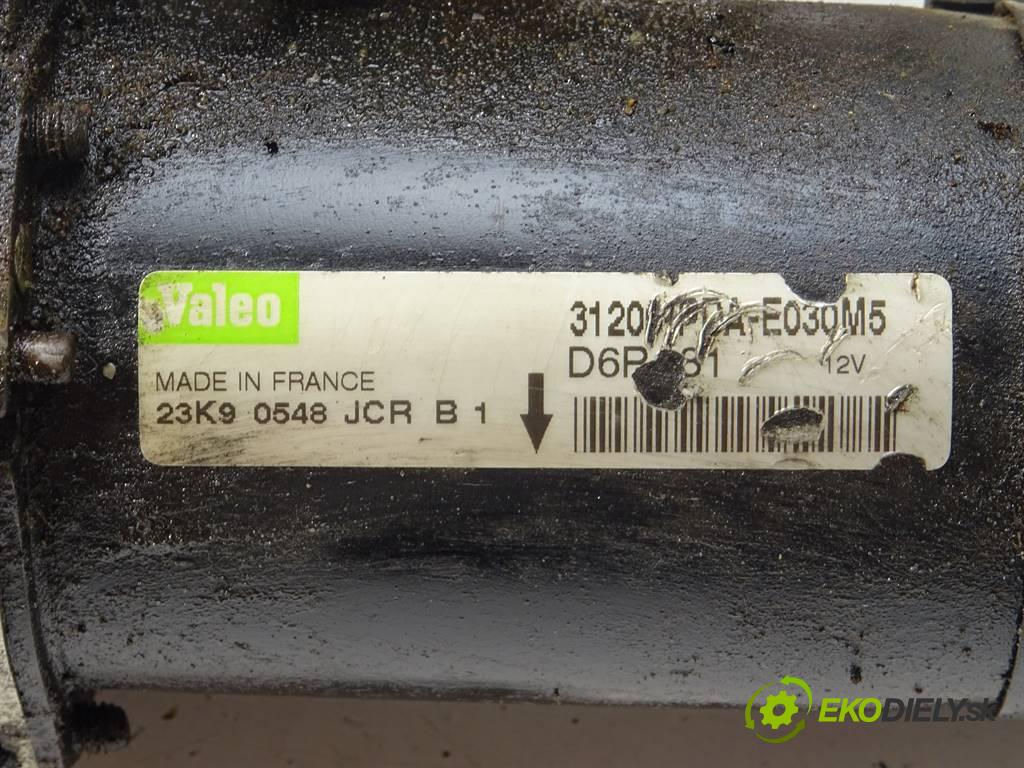 Valeo
MADE IN FRANCE
23K9 0548 JCR B 1
12V
EKODIELY.sk